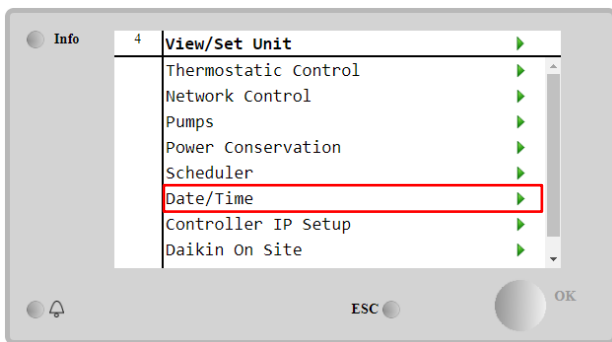 Info
4 View/Set Unit
Thermostatic Control
Network Control
Pumps
Power Conservation
Scheduler
Date/Time
Controller IP Setup
Daikin On Site
ESC
OK